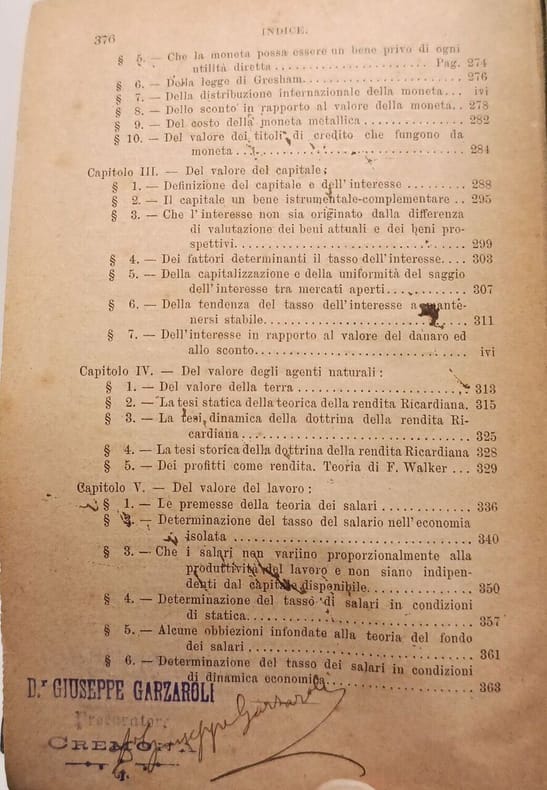 376
INDICE.
§ 5. — Che la moneta possa essere un bene privo di ogni
utilità diretta . . . . . . . . . . . . . . . . . . . . Pag. 274
§ 6. — Della legge di Gresham. . . . . . . . . . . . . . . . . . . . 276
§ 7. — Della distribuzione internazionale della moneta. . . ivi
§ 8. — Dello sconto in rapporto al valore della moneta. . 278
§ 9. — Del costo della moneta metallica . . . . . . . . . . . . . 282
§ 10. — Del valore dei titoli di credito che fungono da
moneta . . . . . . . . . . . . . . . . . . . . . . . . . . . . 284
Capitolo III. — Del valore del capitale:
§ 1. — Definizione del capitale e dell'interesse . . . . . . . . . 288
§ 2. — Il capitale un bene istrumentale-complementare . . 295
§ 3. — Che l'interesse non sia originato dalla differenza
di valutazione dei beni attuali e dei beni pro-
spettivi. . . . . . . . . . . . . . . . . . . . . . . . . . . . 299
§ 4. — Dei fattori determinanti il tasso dell'interesse. . . . 303
§ 5. — Della capitalizzazione e della uniformità del saggio
dell'interesse tra mercati aperti. . . . . . . . . 307
§ 6. — Della tendenza del tasso dell'interesse a mante-
nersi stabile. . . . . . . . . . . . . . . . . . . . . . . . 311
§ 7. — Dell'interesse in rapporto al valore del danaro ed
allo sconto. . . . . . . . . . . . . . . . . . . . . . . . . ivi
Capitolo IV. — Del valore degli agenti naturali:
§ 1. — Del valore della terra . . . . . . . . . . . . . . . . . . . . 313
§ 2. — La tesi statica della teorica della rendita Ricardiana. 315
§ 3. — La tesi dinamica della dottrina della rendita Ri-
cardiana . . . . . . . . . . . . . . . . . . . . . . . . . . . 325
§ 4. — La tesi storica della dottrina della rendita Ricardiana 328
§ 5. — Dei profitti come rendita. Teoria di F. Walker . . . 329
Capitolo V. — Del valore del lavoro:
§ 1. — Le premesse della teoria dei salari . . . . . . . . . . . 336
§ 2. — Determinazione del tasso del salario nell'economia
isolata . . . . . . . . . . . . . . . . . . . . . . . . . . . . 340
§ 3. — Che i salari non variino proporzionalmente alla
produttività del lavoro e non siano indipen-
denti dal capitale disponibile. . . . . . . . . . . . 350
§ 4. — Determinazione del tasso di salari in condizioni
di statica. . . . . . . . . . . . . . . . . . . . . . . . . . 357
§ 5. — Alcune obbiezioni infondate alla teoria del fondo
dei salari . . . . . . . . . . . . . . . . . . . . . . . . . . 361
§ 6. — Determinazione del tasso dei salari in condizioni
di dinamica economica . . . . . . . . . . . . . . . 363
D.r GIUSEPPE GARZAROLI
Procuratore
CREMONA
Giuseppe Garzaroli